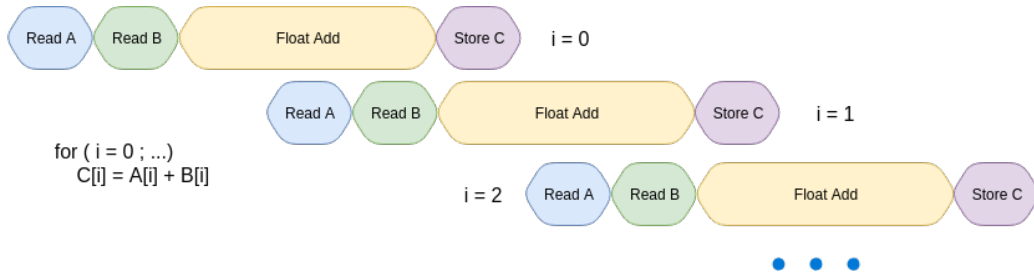 Read A Read B Float Add Store C i = 0
Read A Read B Float Add Store C i = 1
for ( i = 0 ; ...)
C[i] = A[i] + B[i]
i = 2 Read A Read B Float Add Store C